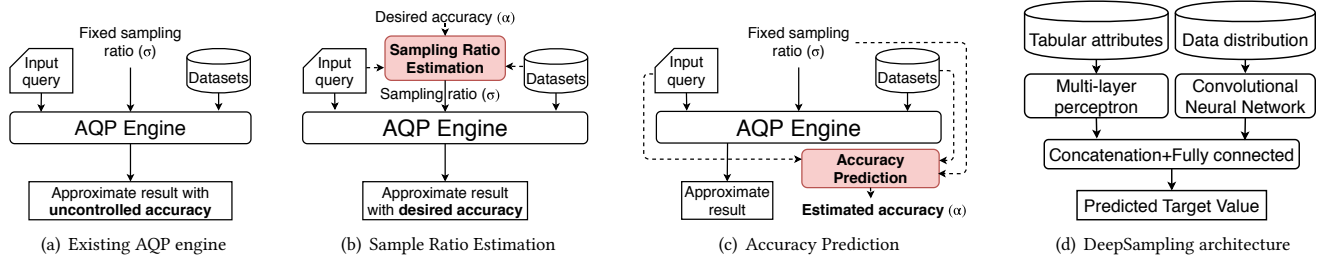 Fixed sampling
ratio (σ)
Input
query
Datasets
AQP Engine
Approximate result with
uncontrolled accuracy
(a) Existing AQP engine
Desired accuracy (α)
Sampling Ratio
Estimation
Input
query
Datasets
Sampling ratio (σ)
AQP Engine
Approximate result
with desired accuracy
(b) Sample Ratio Estimation
Fixed sampling
ratio (σ)
Input
query
Datasets
AQP Engine
Accuracy
Prediction
Approximate
result
Estimated accuracy (α)
(c) Accuracy Prediction
Tabular attributes
Data distribution
Multi-layer
perceptron
Convolutional
Neural Network
Concatenation+Fully connected
Predicted Target Value
(d) DeepSampling architecture